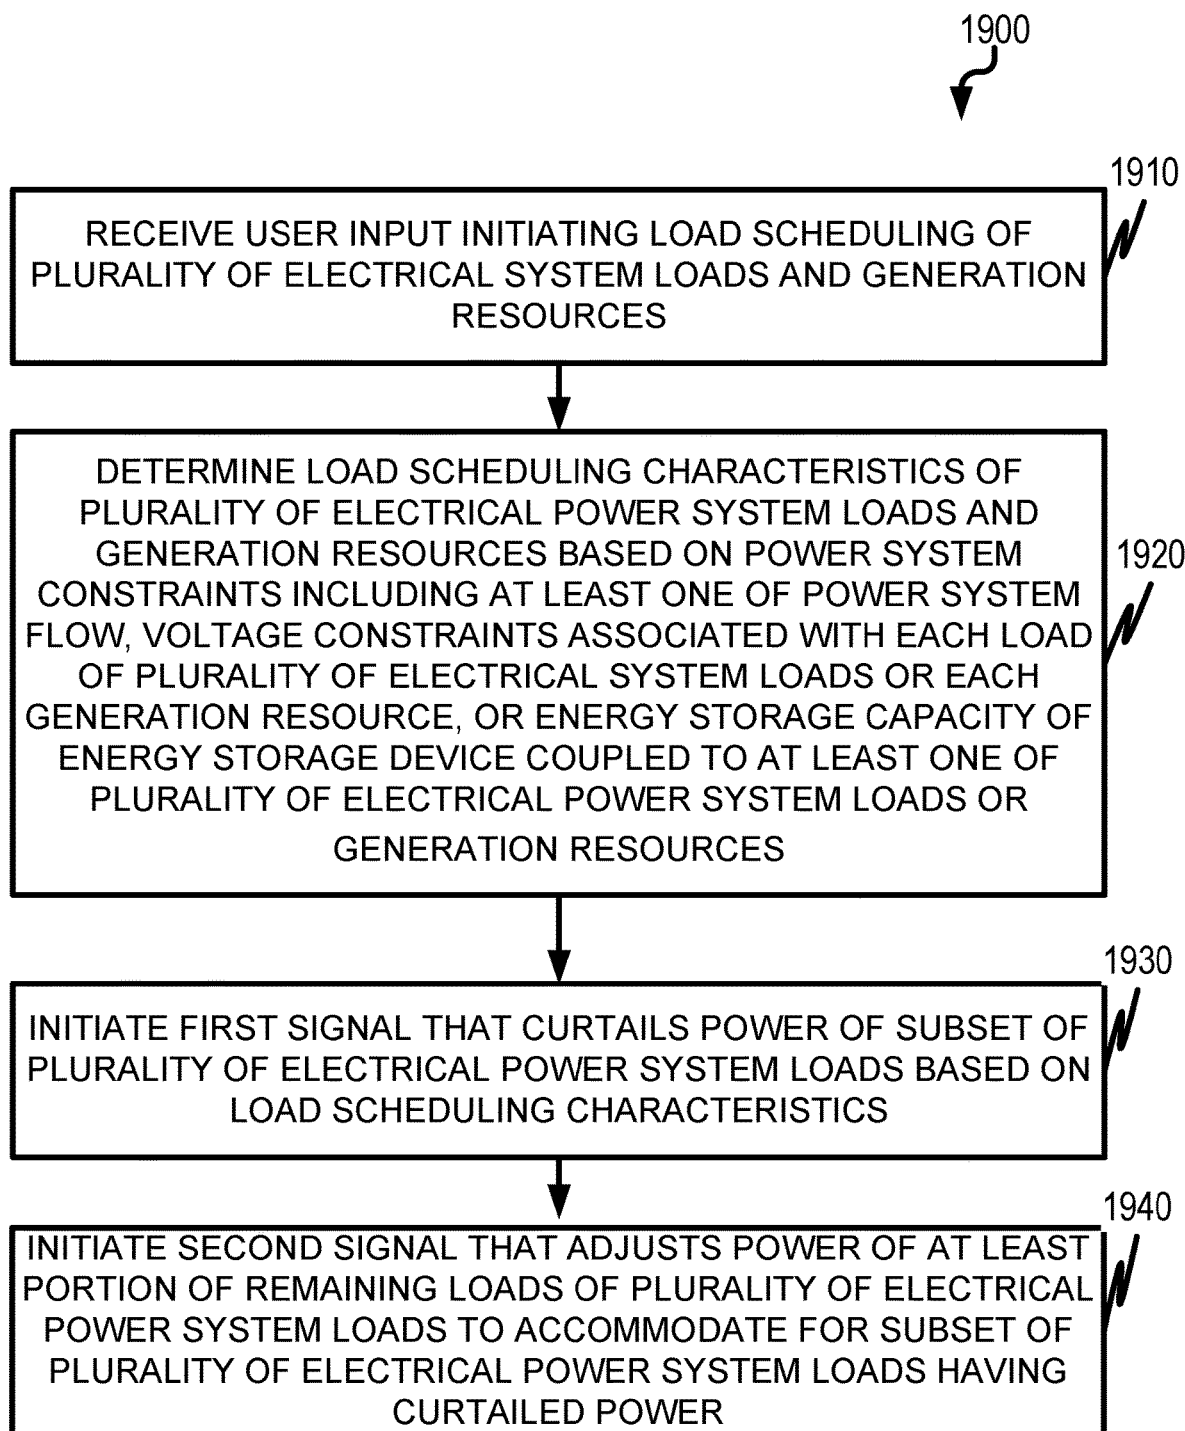 1900
1910
RECEIVE USER INPUT INITIATING LOAD SCHEDULING OF
PLURALITY OF ELECTRICAL SYSTEM LOADS AND GENERATION
RESOURCES
1920
DETERMINE LOAD SCHEDULING CHARACTERISTICS OF
PLURALITY OF ELECTRICAL POWER SYSTEM LOADS AND
GENERATION RESOURCES BASED ON POWER SYSTEM
CONSTRAINTS INCLUDING AT LEAST ONE OF POWER SYSTEM
FLOW, VOLTAGE CONSTRAINTS ASSOCIATED WITH EACH LOAD
OF PLURALITY OF ELECTRICAL SYSTEM LOADS OR EACH
GENERATION RESOURCE, OR ENERGY STORAGE CAPACITY OF
ENERGY STORAGE DEVICE COUPLED TO AT LEAST ONE OF
PLURALITY OF ELECTRICAL POWER SYSTEM LOADS OR
GENERATION RESOURCES
1930
INITIATE FIRST SIGNAL THAT CURTAILS POWER OF SUBSET OF
PLURALITY OF ELECTRICAL POWER SYSTEM LOADS BASED ON
LOAD SCHEDULING CHARACTERISTICS
1940
INITIATE SECOND SIGNAL THAT ADJUSTS POWER OF AT LEAST
PORTION OF REMAINING LOADS OF PLURALITY OF ELECTRICAL
POWER SYSTEM LOADS TO ACCOMMODATE FOR SUBSET OF
PLURALITY OF ELECTRICAL POWER SYSTEM LOADS HAVING
CURTAILED POWER